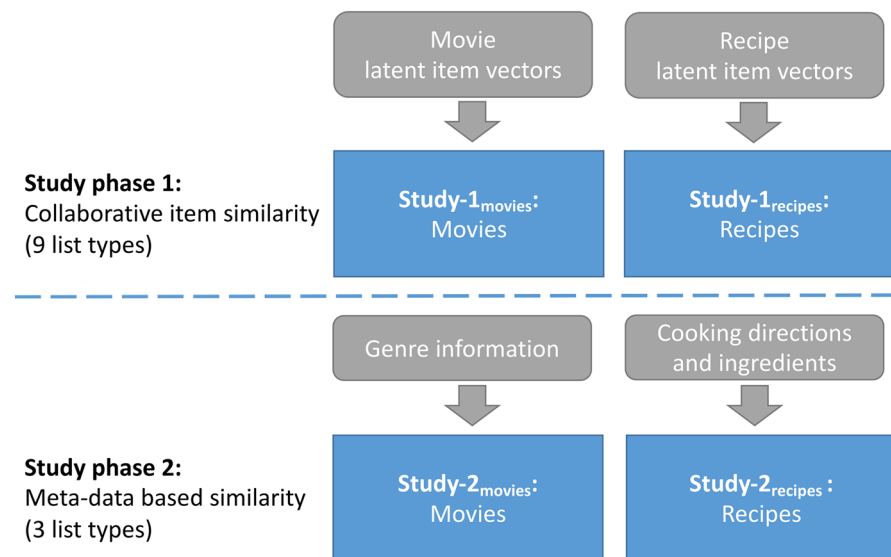 Movie
latent item vectors
Recipe
latent item vectors
Study phase 1:
Collaborative item similarity
(9 list types)
Study-1movies:
Movies
Study-1recipes:
Recipes
Genre information
Cooking directions
and ingredients
Study phase 2:
Meta-data based similarity
(3 list types)
Study-2movies:
Movies
Study-2recipes :
Recipes